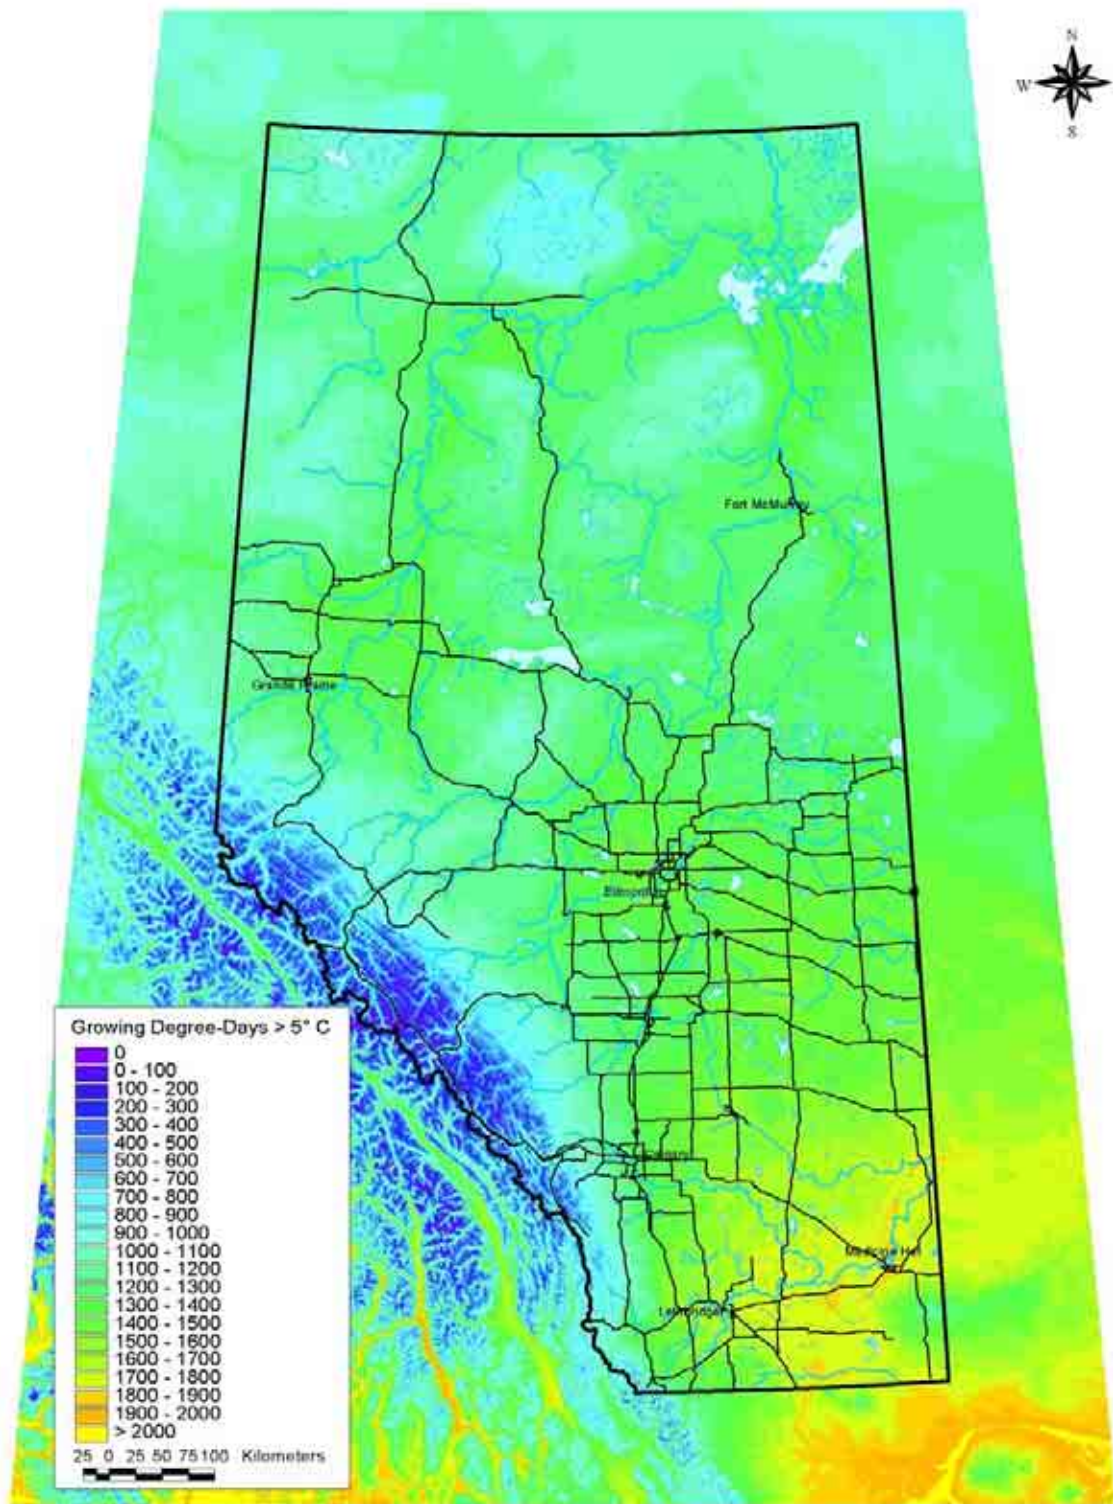 N
W
S
Fort McMurray
Grande Prairie
Edmonton
Medicine Hat
Lethbridge
Growing Degree-Days > 5° C
0
0 - 100
100 - 200
200 - 300
300 - 400
400 - 500
500 - 600
600 - 700
700 - 800
800 - 900
900 - 1000
1000 - 1100
1100 - 1200
1200 - 1300
1300 - 1400
1400 - 1500
1500 - 1600
1600 - 1700
1700 - 1800
1800 - 1900
1900 - 2000
> 2000
25 0 25 50 75 100 Kilometers